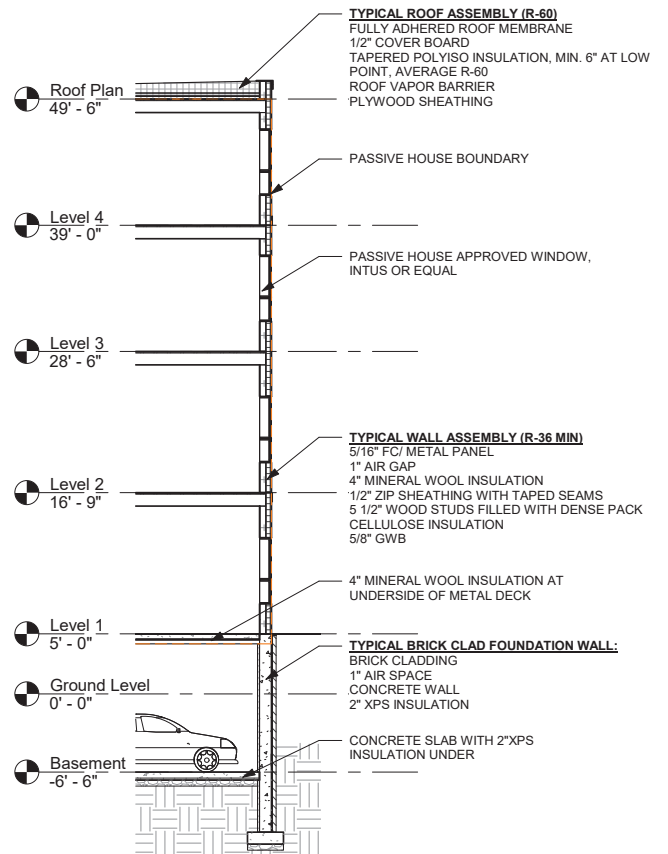 TYPICAL ROOF ASSEMBLY (R-60)
FULLY ADHERED ROOF MEMBRANE
1/2" COVER BOARD
TAPERED POLYISO INSULATION, MIN. 6" AT LOW
POINT, AVERAGE R-60
ROOF VAPOR BARRIER
PLYWOOD SHEATHING
Roof Plan
49' - 6"
PASSIVE HOUSE BOUNDARY
Level 4
39' - 0"
PASSIVE HOUSE APPROVED WINDOW,
INTUS OR EQUAL
Level 3
28' - 6"
TYPICAL WALL ASSEMBLY (R-36 MIN)
5/16" FC/ METAL PANEL
1" AIR GAP
4" MINERAL WOOL INSULATION
1/2" ZIP SHEATHING WITH TAPED SEAMS
5 1/2" WOOD STUDS FILLED WITH DENSE PACK
CELLULOSE INSULATION
5/8" GWB
Level 2
16' - 9"
4" MINERAL WOOL INSULATION AT
UNDERSIDE OF METAL DECK
Level 1
5' - 0"
TYPICAL BRICK CLAD FOUNDATION WALL:
BRICK CLADDING
1" AIR SPACE
CONCRETE WALL
2" XPS INSULATION
Ground Level
0' - 0"
CONCRETE SLAB WITH 2"XPS
INSULATION UNDER
Basement
-6' - 6"